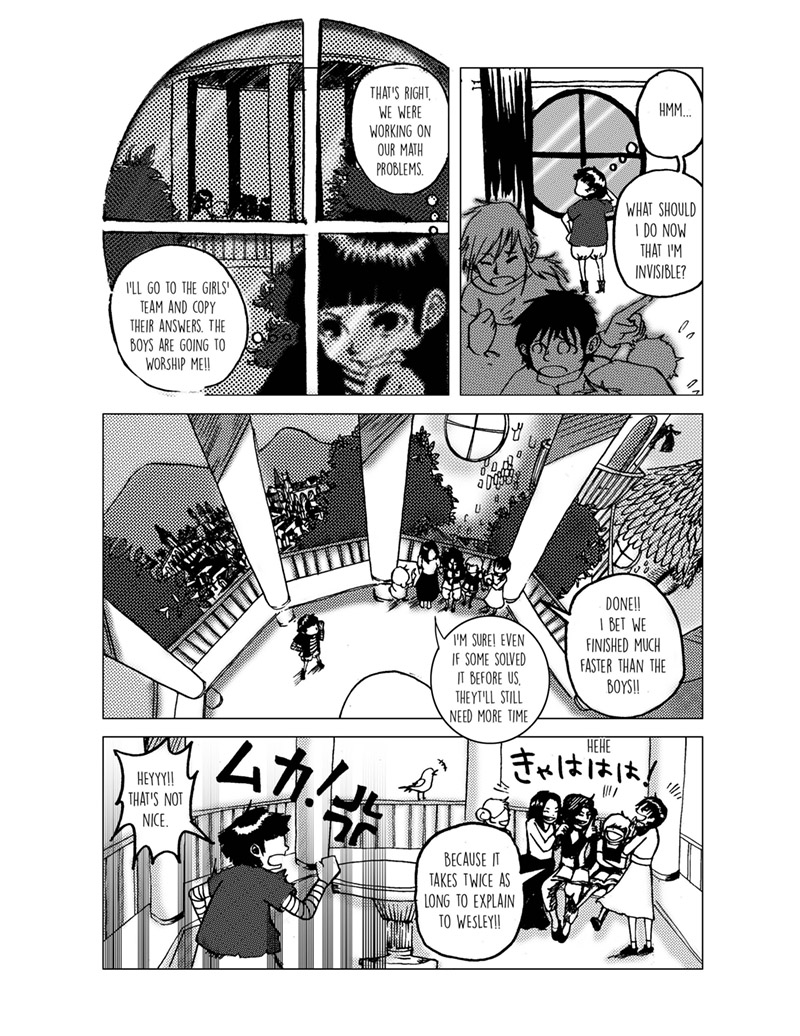 HMM...
WHAT SHOULD
I DO NOW
THAT I'M
INVISIBLE?
THAT'S RIGHT,
WE WERE
WORKING ON
OUR MATH
PROBLEMS.
I'LL GO TO THE GIRLS'
TEAM AND COPY
THEIR ANSWERS. THE
BOYS ARE GOING TO
WORSHIP ME!!
DONE!!
I BET WE
FINISHED MUCH
FASTER THAN THE
BOYS!!
I'M SURE! EVEN
IF SOME SOLVED
IT BEFORE US,
THEYT'LL STILL
NEED MORE TIME
BECAUSE IT
TAKES TWICE AS
LONG TO EXPLAIN
TO WESLEY!!
HEHE
きゃははは!
ムカ!
HEYYY!!
THAT'S NOT
NICE.